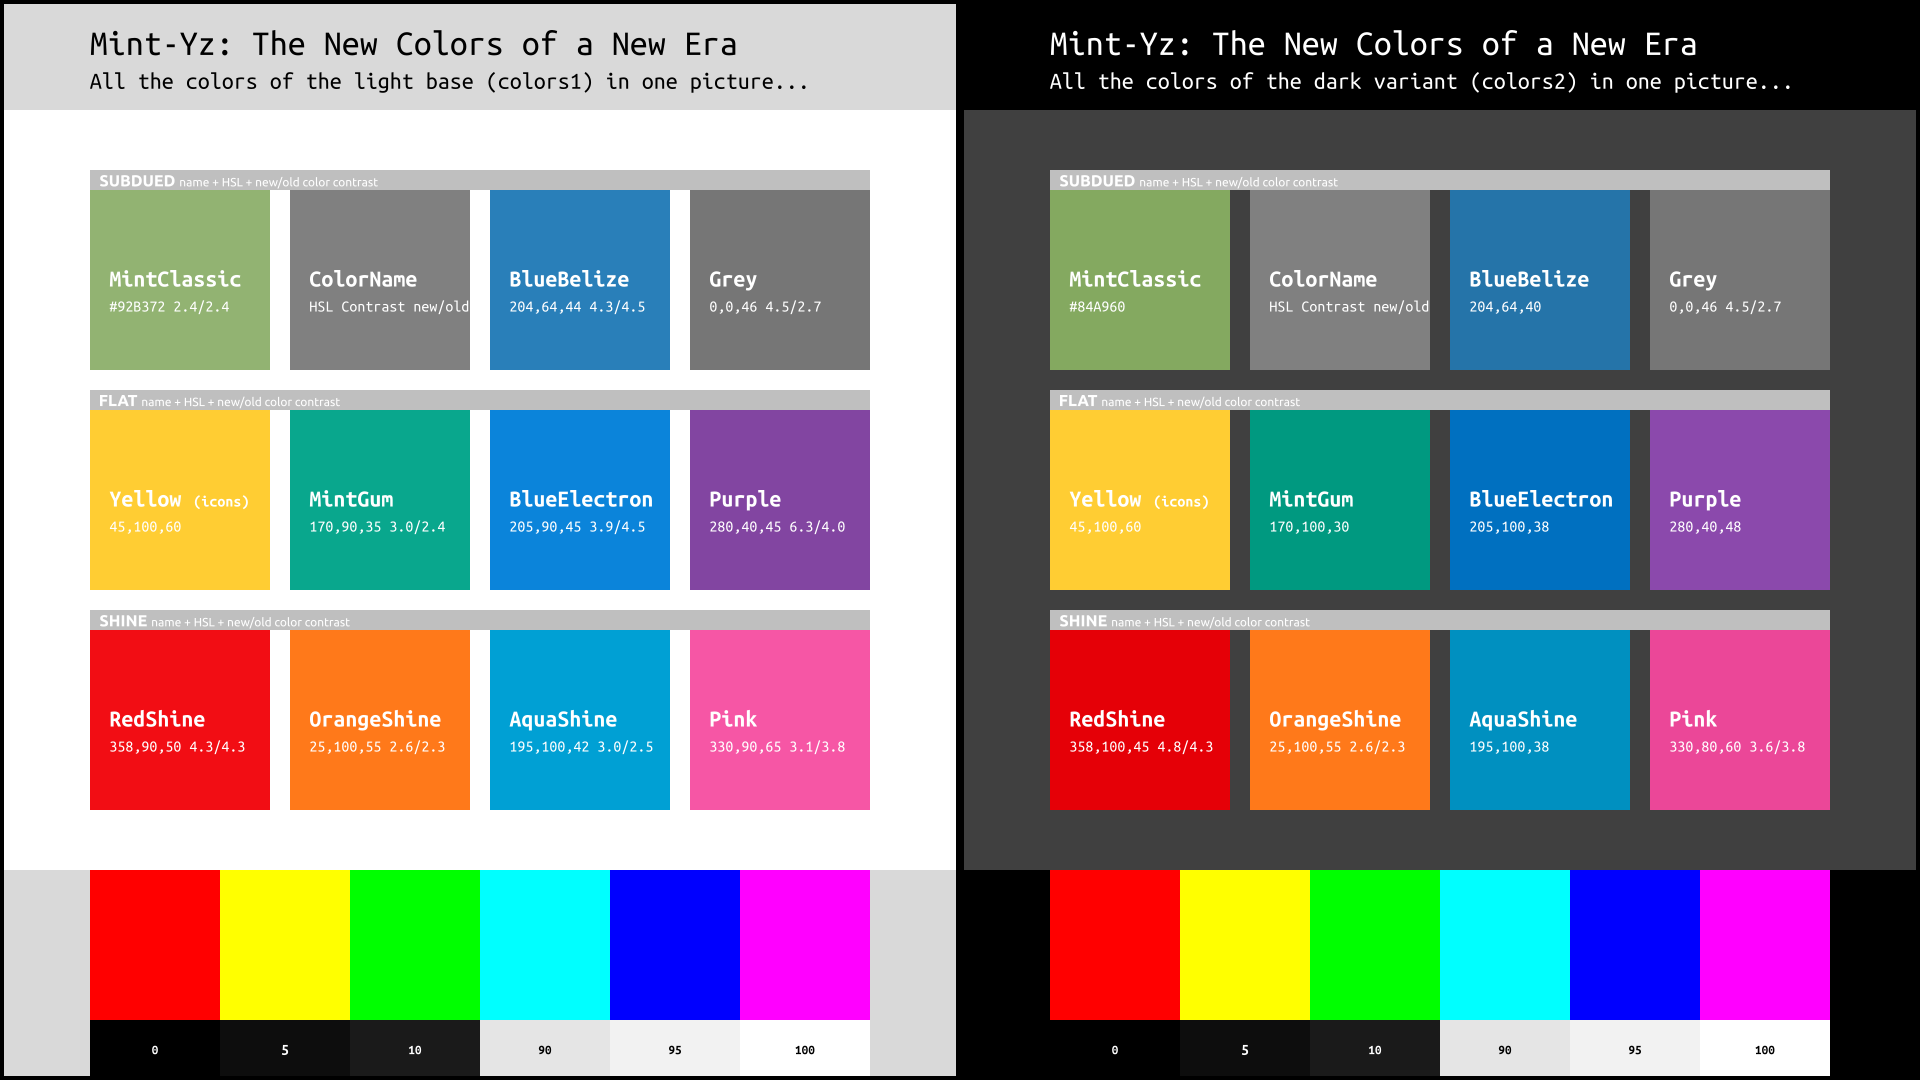 Mint-Yz: The New Colors of a New Era
All the colors of the light base (colors1) in one picture...
SUBDUED name + HSL + new/old color contrast
MintClassic
#92B372 2.4/2.4
ColorName
HSL Contrast new/old
BlueBelize
204,64,44 4.3/4.5
Grey
0,0,46 4.5/2.7
FLAT name + HSL + new/old color contrast
Yellow (icons)
45,100,60
MintGum
170,90,35 3.0/2.4
BlueElectron
205,90,45 3.9/4.5
Purple
280,40,45 6.3/4.0
SHINE name + HSL + new/old color contrast
RedShine
358,90,50 4.3/4.3
OrangeShine
25,100,55 2.6/2.3
AquaShine
195,100,42 3.0/2.5
Pink
330,90,65 3.1/3.8
0 5 10 90 95 100
Mint-Yz: The New Colors of a New Era
All the colors of the dark variant (colors2) in one picture...
SUBDUED name + HSL + new/old color contrast
MintClassic
#84A960
ColorName
HSL Contrast new/old
BlueBelize
204,64,40
Grey
0,0,46 4.5/2.7
FLAT name + HSL + new/old color contrast
Yellow (icons)
45,100,60
MintGum
170,100,30
BlueElectron
205,100,38
Purple
280,40,48
SHINE name + HSL + new/old color contrast
RedShine
358,100,45 4.8/4.3
OrangeShine
25,100,55 2.6/2.3
AquaShine
195,100,38
Pink
330,80,60 3.6/3.8
0 5 10 90 95 100